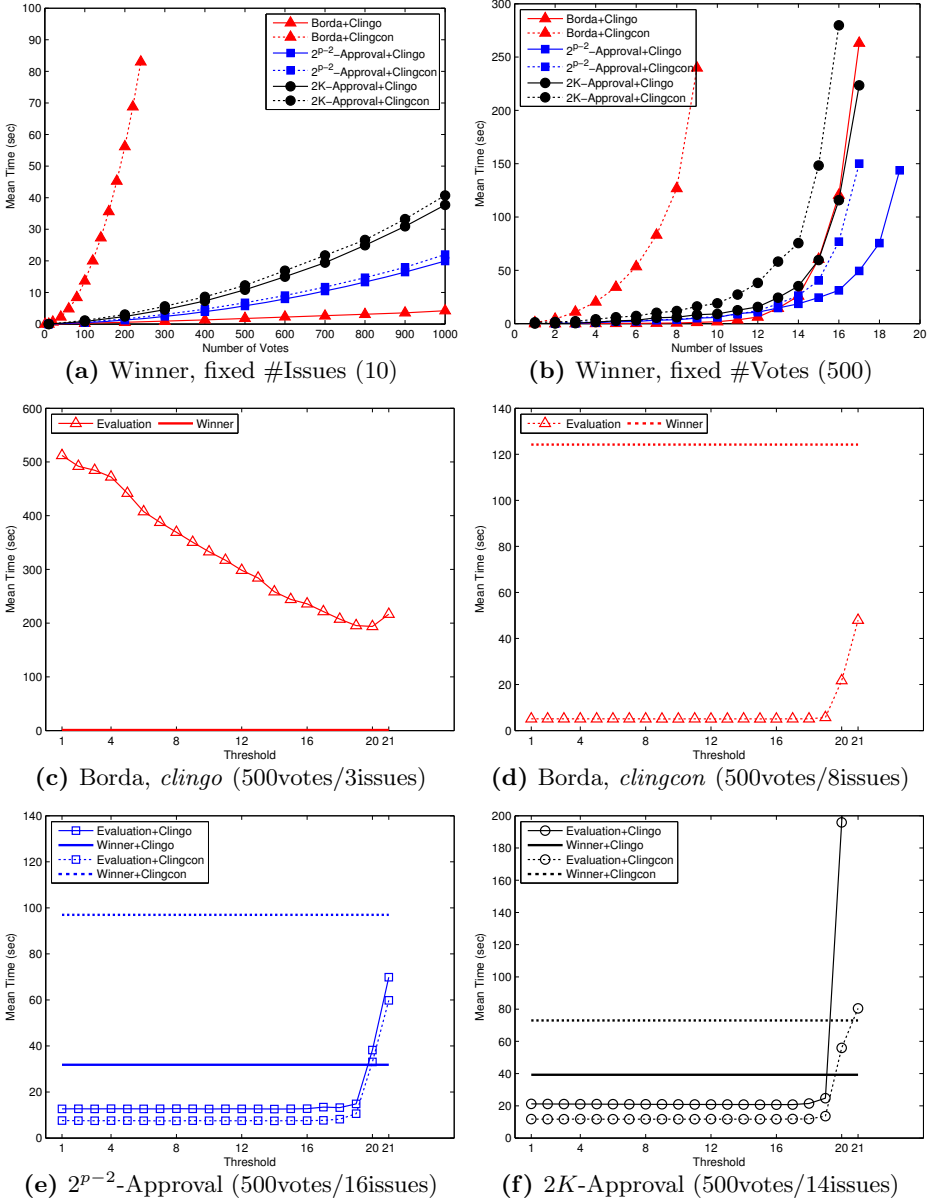 100
90
80
70
60
50
40
30
20
10
0
Mean Time (sec)
0 100 200 300 400 500 600 700 800 900 1000
Number of Votes
Borda+Clingo
Borda+Clingcon
2^{p−2}−Approval+Clingo
2^{p−2}−Approval+Clingcon
2K−Approval+Clingo
2K−Approval+Clingcon
(a) Winner, fixed #Issues (10)
300
250
200
150
100
50
0
Mean Time (sec)
0 2 4 6 8 10 12 14 16 18 20
Number of Issues
Borda+Clingo
Borda+Clingcon
2^{p−2}−Approval+Clingo
2^{p−2}−Approval+Clingcon
2K−Approval+Clingo
2K−Approval+Clingcon
(b) Winner, fixed #Votes (500)
600
500
400
300
200
100
0
Mean Time (sec)
1 4 8 12 16 20 21
Threshold
Evaluation Winner
(c) Borda, clingo (500votes/3issues)
140
120
100
80
60
40
20
0
Mean Time (sec)
1 4 8 12 16 20 21
Threshold
Evaluation Winner
(d) Borda, clingcon (500votes/8issues)
140
120
100
80
60
40
20
0
Mean Time (sec)
1 4 8 12 16 20 21
Threshold
Evaluation+Clingo
Winner+Clingo
Evaluation+Clingcon
Winner+Clingcon
(e) 2^{p−2}-Approval (500votes/16issues)
200
180
160
140
120
100
80
60
40
20
0
Mean Time (sec)
1 4 8 12 16 20 21
Threshold
Evaluation+Clingo
Winner+Clingo
Evaluation+Clingcon
Winner+Clingcon
(f) 2K-Approval (500votes/14issues)